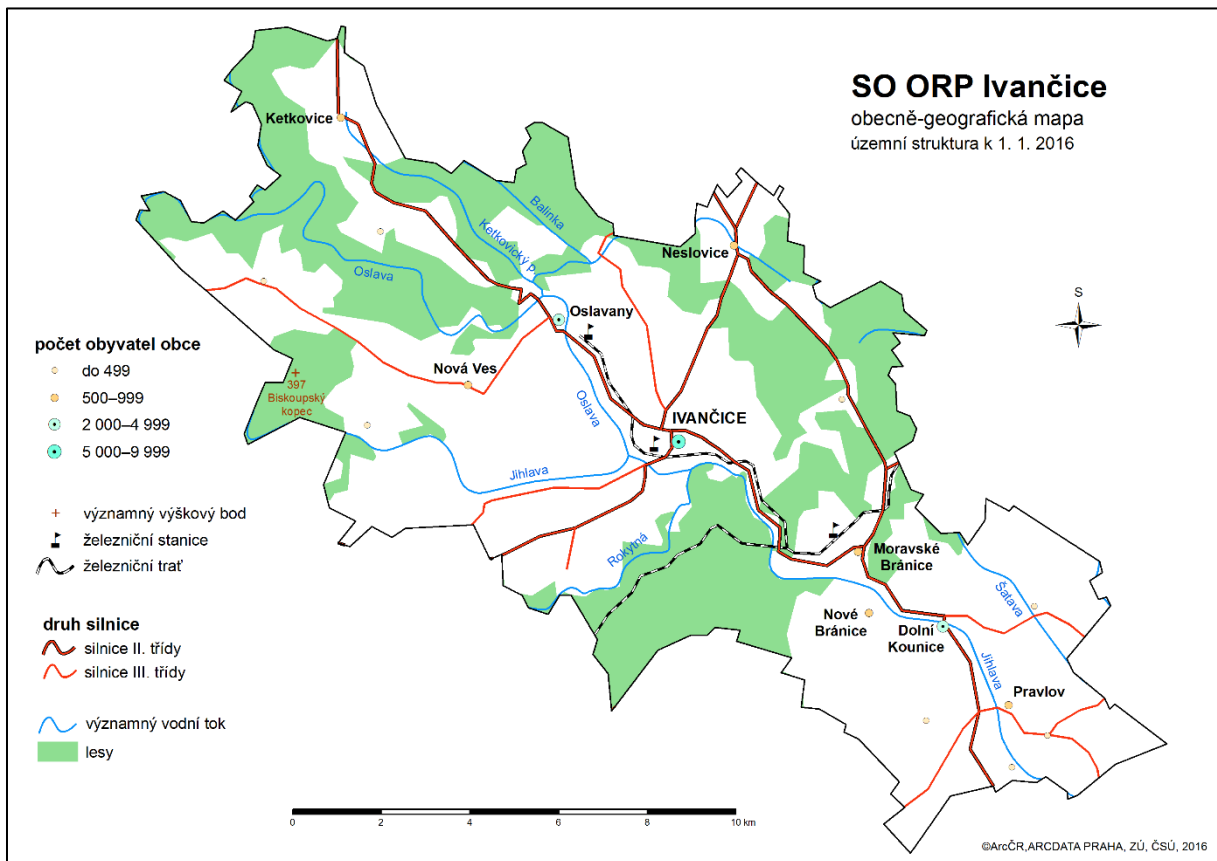 SO ORP Ivančice
obecně-geografická mapa
územní struktura k 1. 1. 2016
Ketkovice
Balinka
Ketkovický p.
Neslovice
Oslava
S
Oslavany
počet obyvatel obce
do 499
500–999
2 000–4 999
5 000–9 999
Nová Ves
397
Biskoupský
kopec
Oslava
IVANČICE
Jihlava
významný výškový bod
železniční stanice
železniční trať
Rokytná
Moravské
Bránice
Šatava
Nové
Bránice
Dolní
Kounice
Jihlava
Pravlov
druh silnice
silnice II. třídy
silnice III. třídy
významný vodní tok
lesy
0 2 4 6 8 10 km
©ArcČR,ARCDATA PRAHA, ZÚ, ČSÚ, 2016